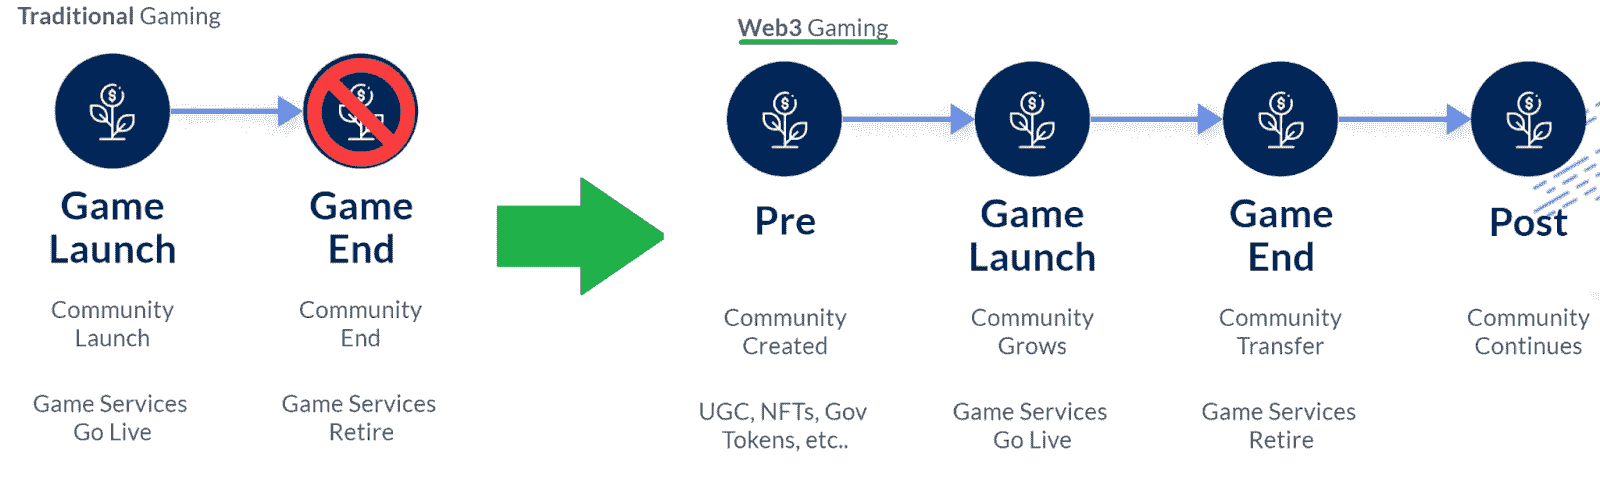 Traditional Gaming
Game
Launch
Community
Launch
Game Services
Go Live
Game
End
Community
End
Game Services
Retire
Web3 Gaming
Pre
Community
Created
UGC, NFTs, Gov
Tokens, etc..
Game
Launch
Community
Grows
Game Services
Go Live
Game
End
Community
Transfer
Game Services
Retire
Post
Community
Continues